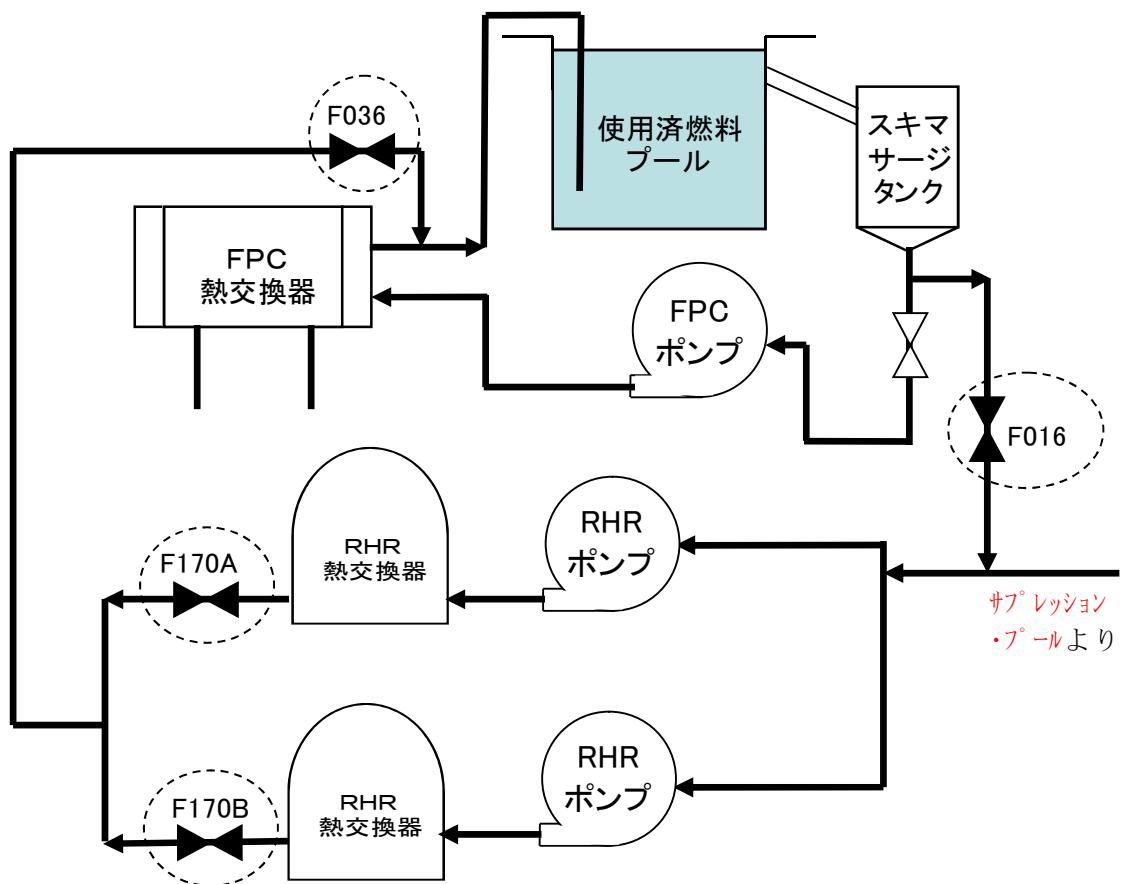 F036
使用済燃料
プール
スキマ
サージ
タンク
FPC
熱交換器
FPC
ポンプ
F016
RHR
熱交換器
RHR
ポンプ
F170A
サプレッション
・プールより
RHR
熱交換器
RHR
ポンプ
F170B